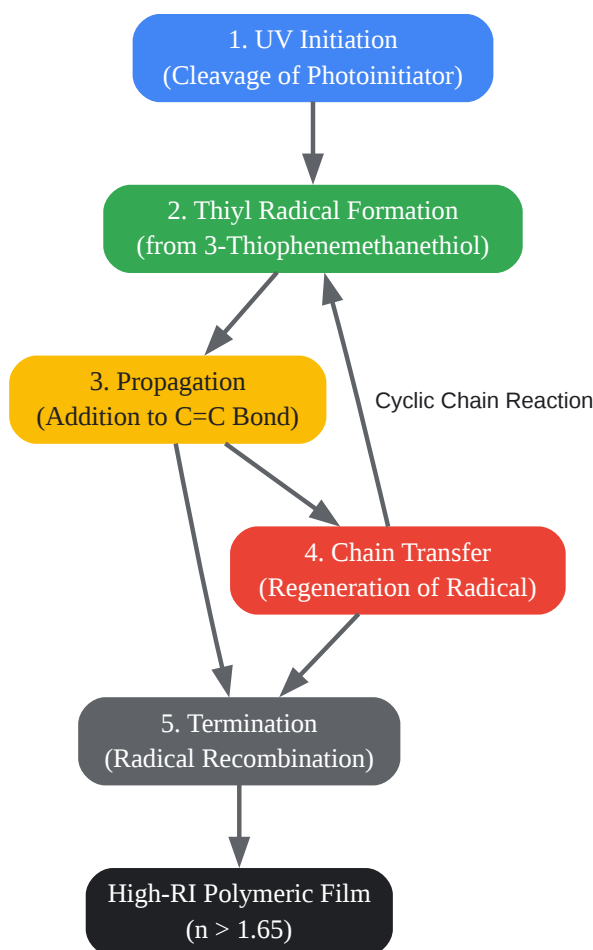 1. UV Initiation
(Cleavage of Photoinitiator)
2. Thiyl Radical Formation
(from 3-Thiophenemethanethiol)
3. Propagation
(Addition to C=C Bond)
Cyclic Chain Reaction
4. Chain Transfer
(Regeneration of Radical)
5. Termination
(Radical Recombination)
High-RI Polymeric Film
(n > 1.65)